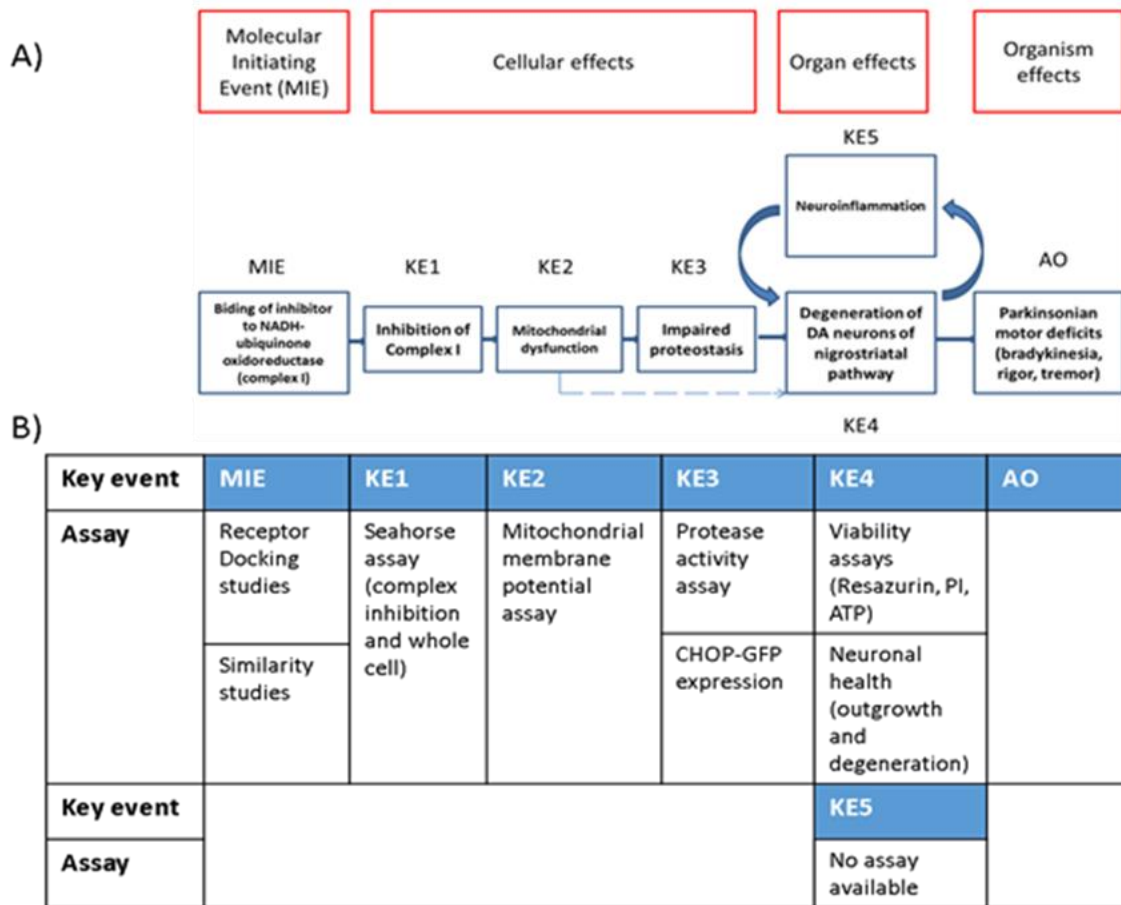 A)
Molecular
Initiating
Event (MIE)
Cellular effects
Organ effects
Organism
effects
KE5
Neuroinflammation
MIE
KE1
KE2
KE3
AO
Biding of inhibitor
to NADH-
ubiquinone
oxidoreductase
(complex I)
Inhibition of
Complex I
Mitochondrial
dysfunction
Impaired
proteostasis
Degeneration of
DA neurons of
nigrostriatal
pathway
Parkinsonian
motor deficits
(bradykinesia,
rigor, tremor)
KE4
B)
Key event
MIE
KE1
KE2
KE3
KE4
AO
Assay
Receptor
Docking
studies
Similarity
studies
Seahorse
assay
(complex
inhibition
and whole
cell)
Mitochondrial
membrane
potential
assay
Protease
activity
assay
CHOP-GFP
expression
Viability
assays
(Resazurin, PI,
ATP)
Neuronal
health
(outgrowth
and
degeneration)
Key event
KE5
Assay
No assay
available